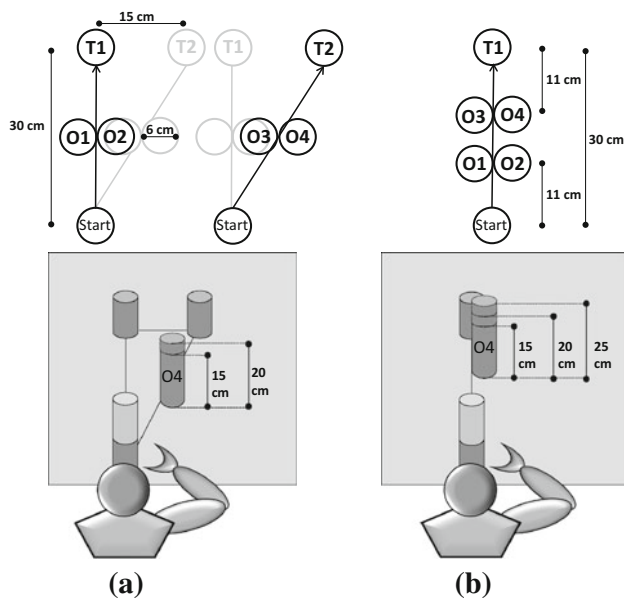 15 cm
T1 T2 T1 T2 T1
11 cm
O3 O4
30 cm O1 O2 6 cm O3 O4 30 cm
O1 O2
11 cm
Start Start Start
O4 15 cm 20 cm
O4 15 cm 20 cm 25 cm
(a) (b)